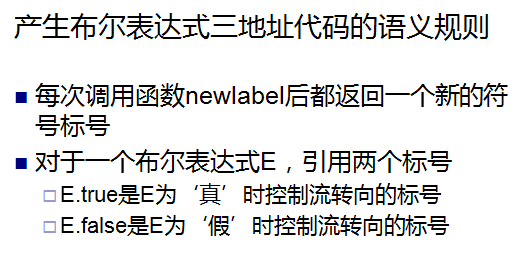 产生布尔表达式三地址代码的语义规则
每次调用函数newlabel后都返回一个新的符
号标号
对于一个布尔表达式E，引用两个标号
E.true是E为‘真’时控制流转向的标号
E.false是E为‘假’时控制流转向的标号